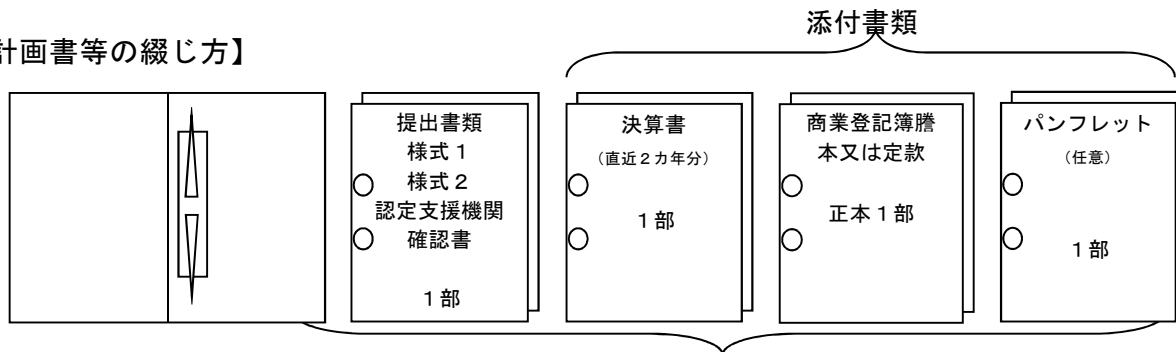 添付書類
計画書等の綴じ方】
提出書類
様式１
様式２
認定支援機関
確認書
１部
決算書
（直近２カ年分）
１部
商業登記簿謄
本又は定款
正本１部
パンフレット
（任意）
１部